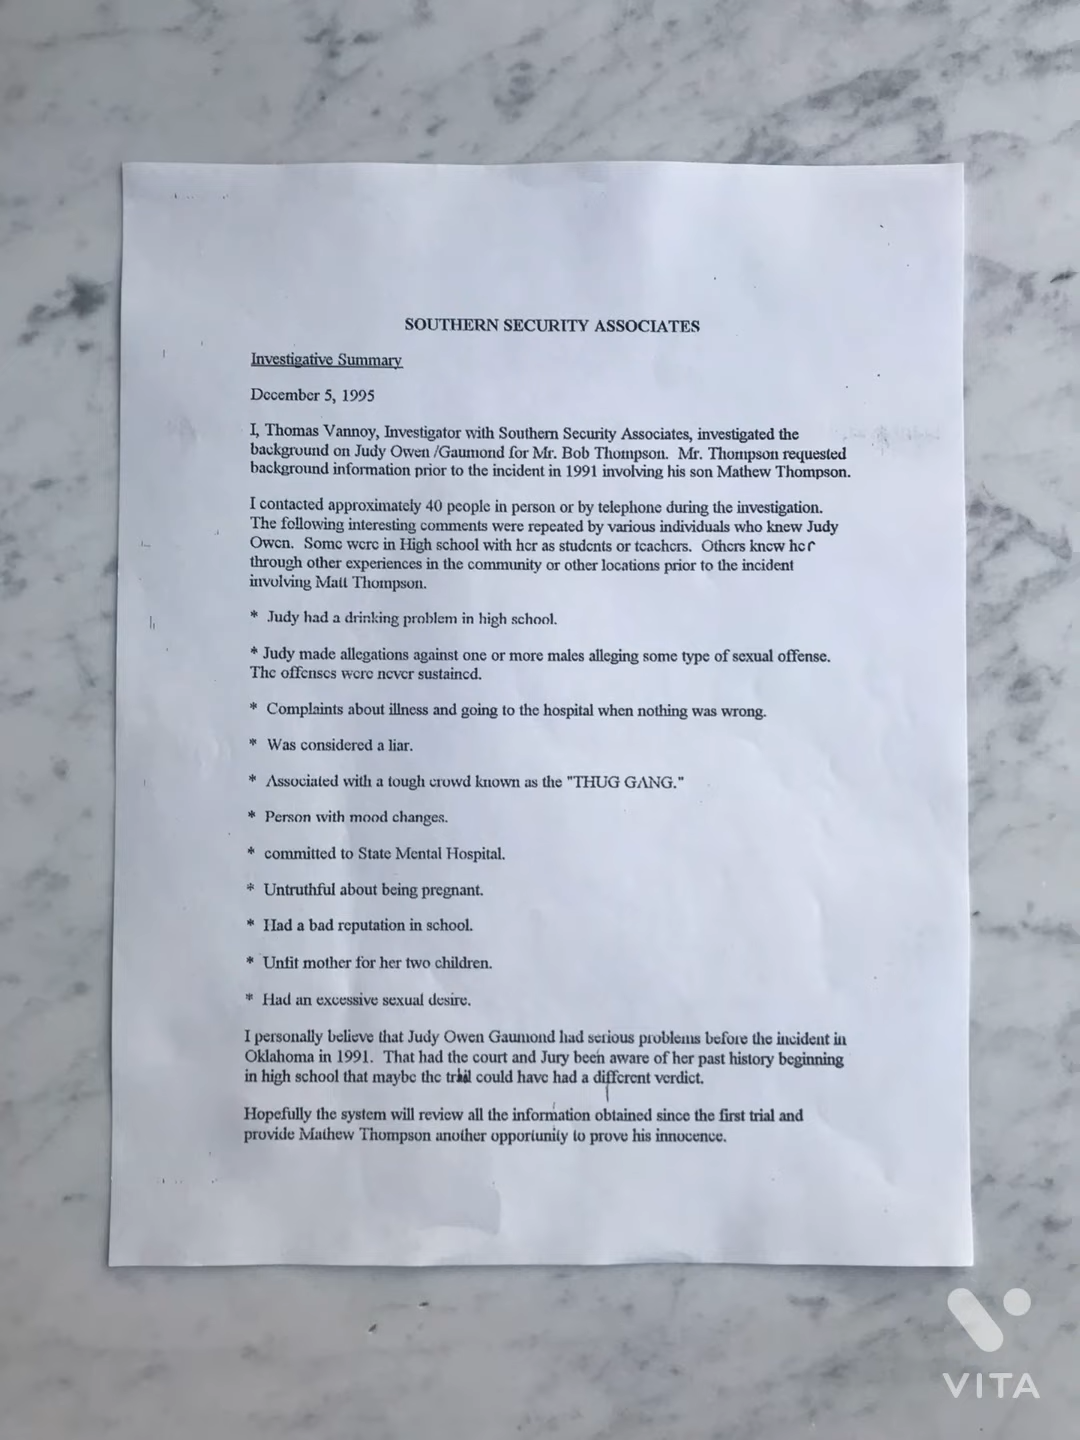 SOUTHERN SECURITY ASSOCIATES
Investigative Summary
December 5, 1995
I, Thomas Vannoy, Investigator with Southern Security Associates, investigated the
background on Judy Owen /Gaumond for Mr. Bob Thompson. Mr. Thompson requested
background information prior to the incident in 1991 involving his son Mathew Thompson.
I contacted approximately 40 people in person or by telephone during the investigation.
The following interesting comments were repeated by various individuals who knew Judy
Owen. Some were in High school with her as students or teachers. Others knew her
through other experiences in the community or other locations prior to the incident
involving Matt Thompson.
* Judy had a drinking problem in high school.
* Judy made allegations against one or more males alleging some type of sexual offense.
The offenses were never sustained.
* Complaints about illness and going to the hospital when nothing was wrong.
* Was considered a liar.
* Associated with a tough crowd known as the "THUG GANG."
* Person with mood changes.
* committed to State Mental Hospital.
* Untruthful about being pregnant.
* Had a bad reputation in school.
* Unfit mother for her two children.
* Had an excessive sexual desire.
I personally believe that Judy Owen Gaumond had serious problems before the incident in
Oklahoma in 1991. That had the court and Jury been aware of her past history beginning
in high school that maybe the could have had a different verdict.
Hopefully the system will review all the information obtained since the first trial and
provide Mathew Thompson another opportunity to prove his innocence.
VITA